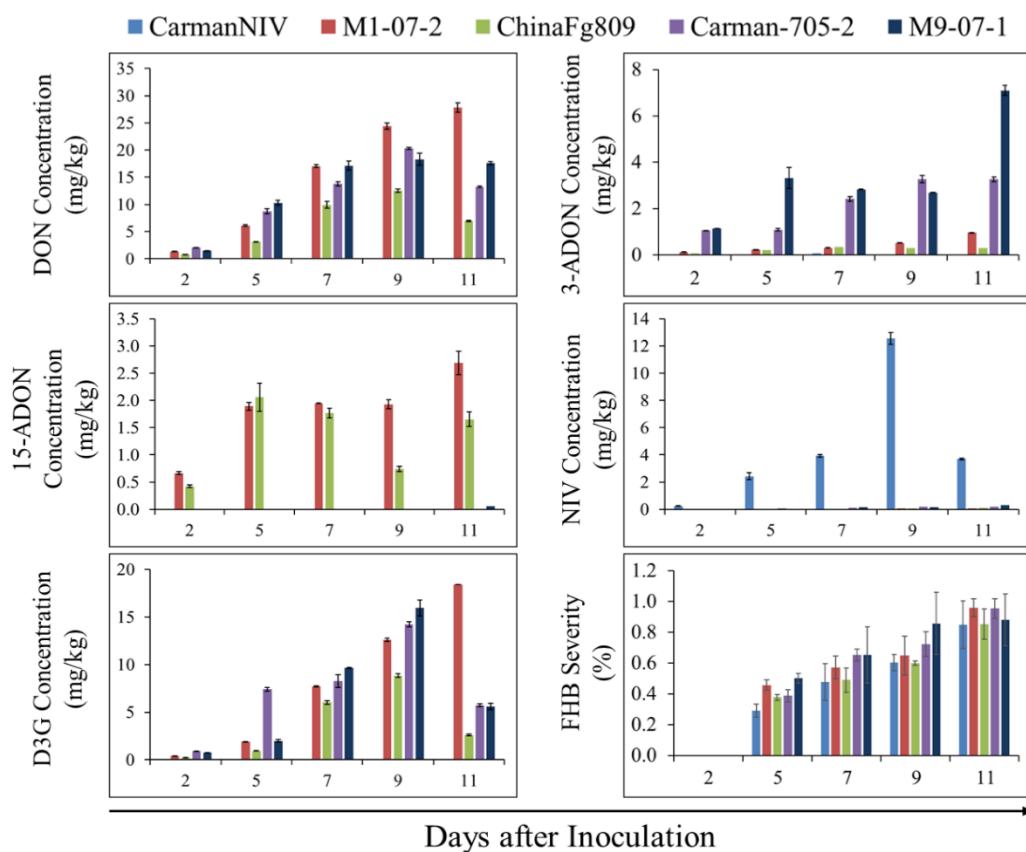 CarmanNIV M1-07-2 ChinaFg809 Carman-705-2 M9-07-1
DON Concentration
(mg/kg)
35
30
25
20
15
10
5
0
2 5 7 9 11
3-ADON Concentration
(mg/kg)
8
6
4
2
0
2 5 7 9 11
15-ADON
Concentration
(mg/kg)
3.5
3.0
2.5
2.0
1.5
1.0
0.5
0.0
2 5 7 9 11
NIV Concentration
(mg/kg)
14
12
10
8
6
4
2
0
2 5 7 9 11
D3G Concentration
(mg/kg)
20
15
10
5
0
2 5 7 9 11
FHB Severity
(%)
1.2
1.0
0.8
0.6
0.4
0.2
0.0
2 5 7 9 11
Days after Inoculation